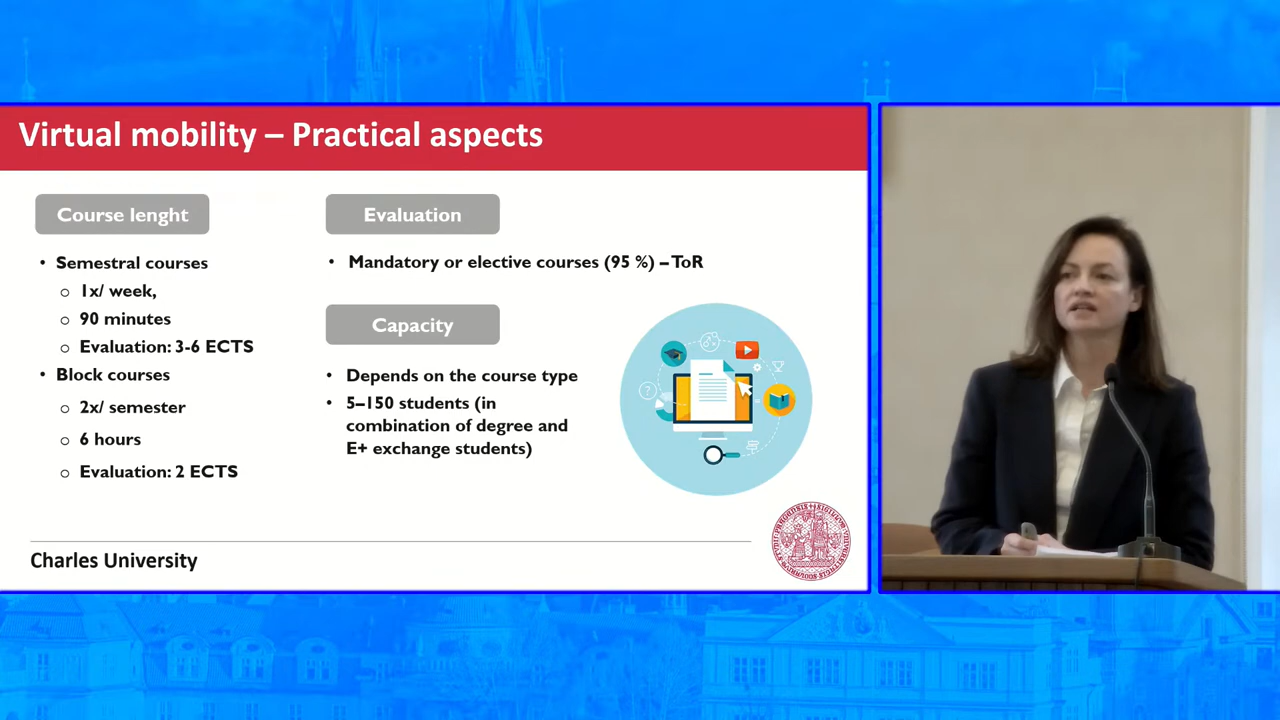 Virtual mobility – Practical aspects
Course lenght
• Semestral courses
o 1x/ week,
o 90 minutes
o Evaluation: 3-6 ECTS
• Block courses
o 2x/ semester
o 6 hours
o Evaluation: 2 ECTS
Evaluation
• Mandatory or elective courses (95 %) – ToR
Capacity
• Depends on the course type
• 5–150 students (in
combination of degree and
E+ exchange students)
?
Charles University